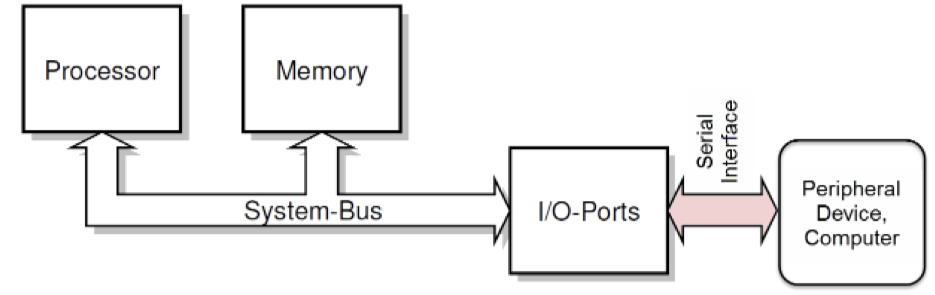 Processor
Memory
System-Bus
I/O-Ports
Serial
Interface
Peripheral
Device,
Computer